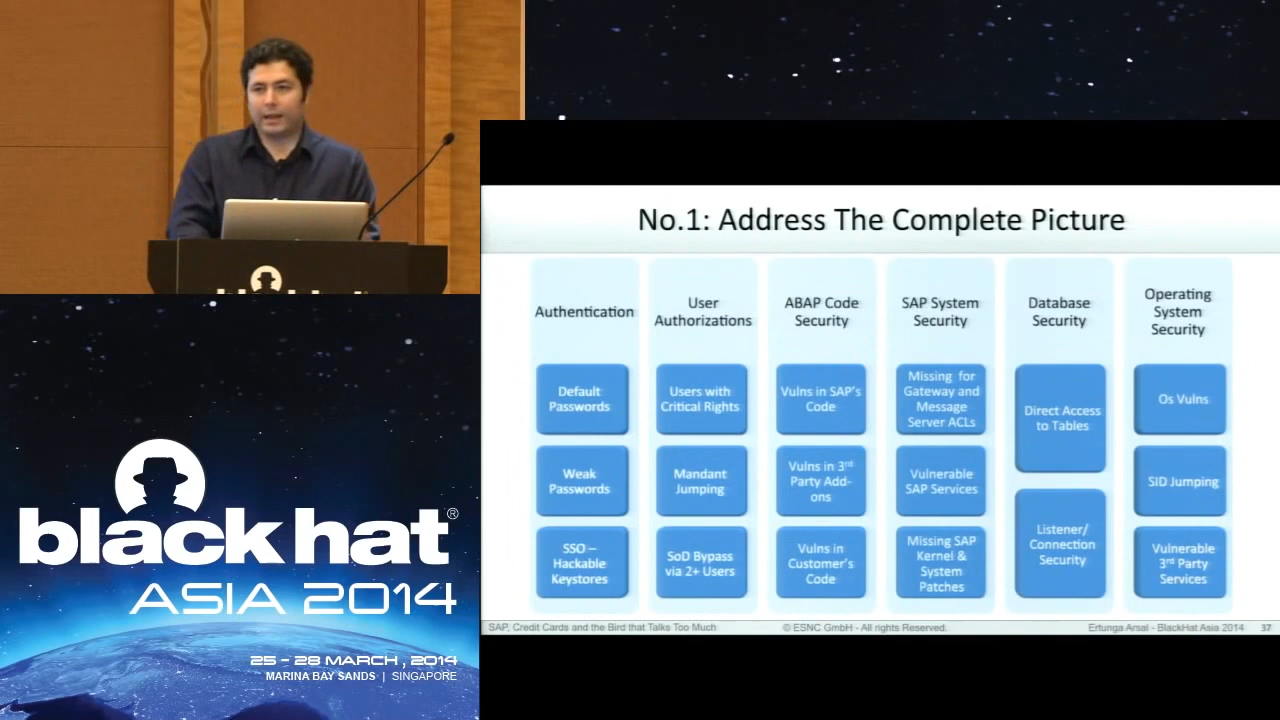 black hat
No.1: Address The Complete Picture
Authentication
Default
Passwords
Weak
Passwords
SSO –
Hackable
Keystores
User
Authorizations
Users with
Critical Rights
Mandant
Jumping
SoD Bypass
via 2+ Users
ABAP Code
Security
Vulns in SAP's
Code
Vulns in 3rd
Party Add-
ons
Vulns in
Customer's
Code
SAP System
Security
Missing for
Gateway and
Message
Server ACLs
Vulnerable
SAP Services
Missing SAP
Kernel &
System
Patches
Database
Security
Direct Access
to Tables
Listener/
Connection
Security
Operating
System
Security
Os Vulns
SID Jumping
Vulnerable
3rd Party
Services
SAP, Credit Cards and the Bird that Talks Too Much
© ESNC GmbH - All rights Reserved.
Ertunga Arsal - BlackHat Asia 2014 37
black hat®
ASIA 2014
25 - 28 MARCH, 2014
MARINA BAY SANDS | SINGAPORE